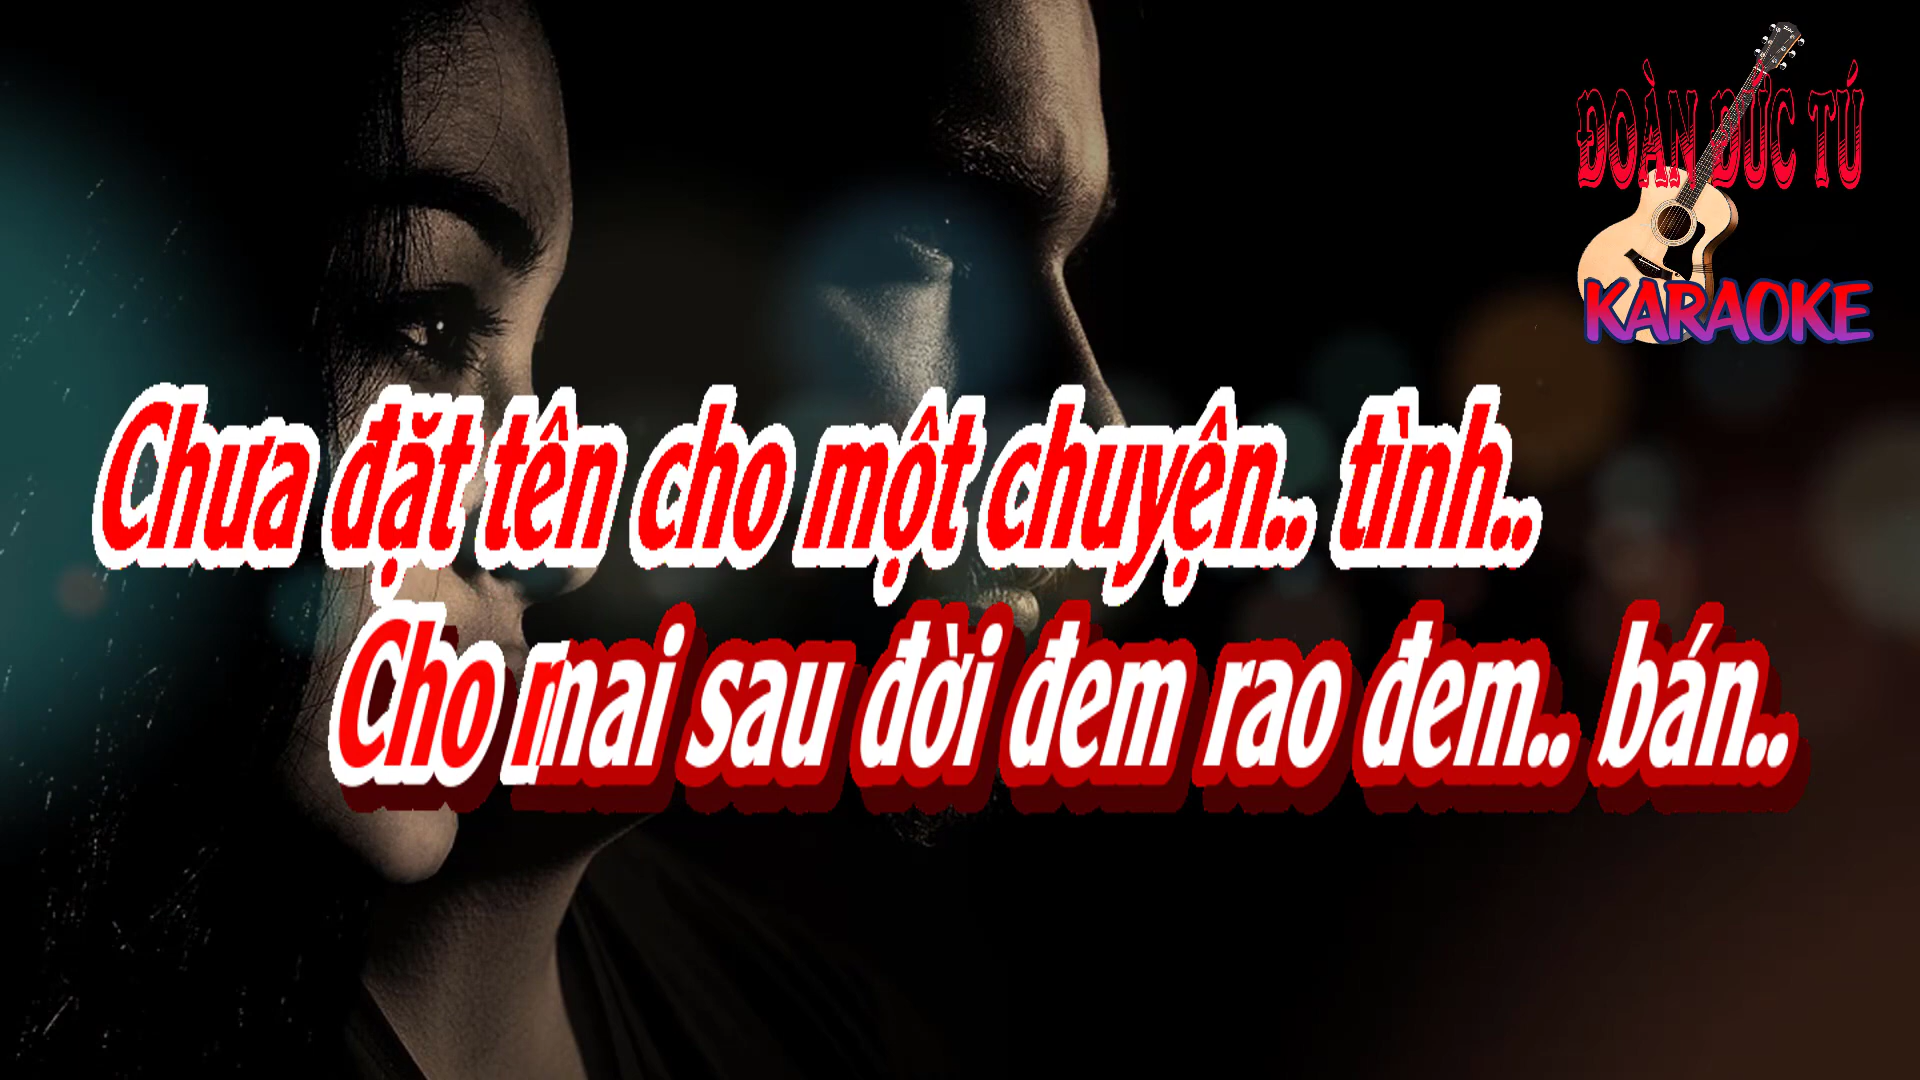 ĐOÀN ĐỨC TÚ
KARAOKE
Chưa đặt tên cho một chuyện.. tình..
Cho mai sau đời đem rao đem.. bán..